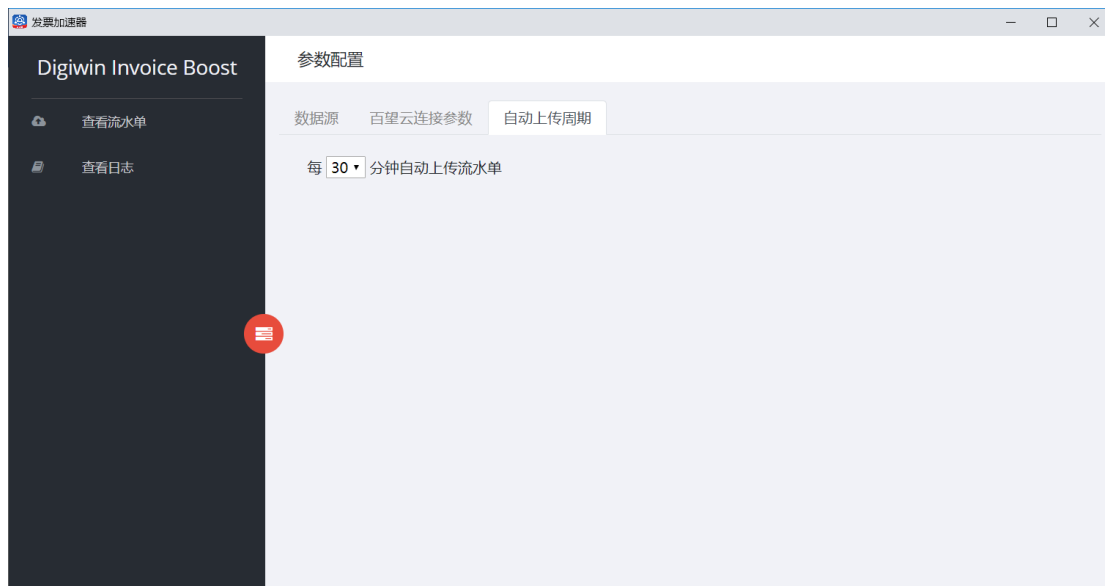 发票加速器
Digiwin Invoice Boost
查看流水单
查看日志
参数配置
数据源 百望云连接参数 自动上传周期
每 30 分钟自动上传流水单